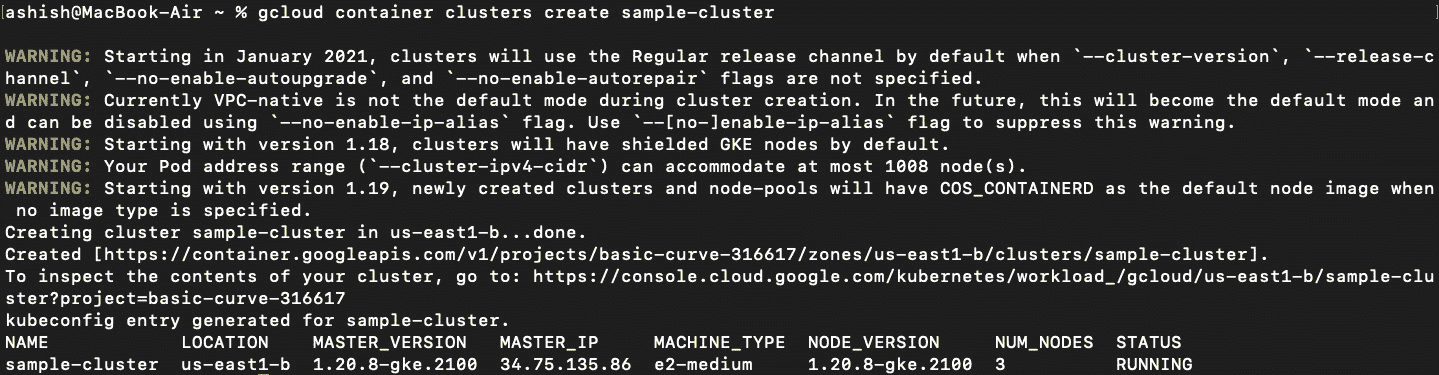 ashish@MacBook-Air ~ % gcloud container clusters create sample-cluster
WARNING: Starting in January 2021, clusters will use the Regular release channel by default when `--cluster-version`, `--release-c
hannel`, `--no-enable-autoupgrade`, and `--no-enable-autorepair` flags are not specified.
WARNING: Currently VPC-native is not the default mode during cluster creation. In the future, this will become the default mode an
d can be disabled using `--no-enable-ip-alias` flag. Use `--[no-]enable-ip-alias` flag to suppress this warning.
WARNING: Starting with version 1.18, clusters will have shielded GKE nodes by default.
WARNING: Your Pod address range (`--cluster-ipv4-cidr`) can accommodate at most 1008 node(s).
WARNING: Starting with version 1.19, newly created clusters and node-pools will have COS_CONTAINERD as the default node image when
 no image type is specified.
Creating cluster sample-cluster in us-east1-b...done.
Created [https://container.googleapis.com/v1/projects/basic-curve-316617/zones/us-east1-b/clusters/sample-cluster].
To inspect the contents of your cluster, go to: https://console.cloud.google.com/kubernetes/workload_/gcloud/us-east1-b/sample-clu
ster?project=basic-curve-316617
kubeconfig entry generated for sample-cluster.
NAME LOCATION MASTER_VERSION MASTER_IP MACHINE_TYPE NODE_VERSION NUM_NODES STATUS
sample-cluster us-east1-b 1.20.8-gke.2100 34.75.135.86 e2-medium 1.20.8-gke.2100 3 RUNNING